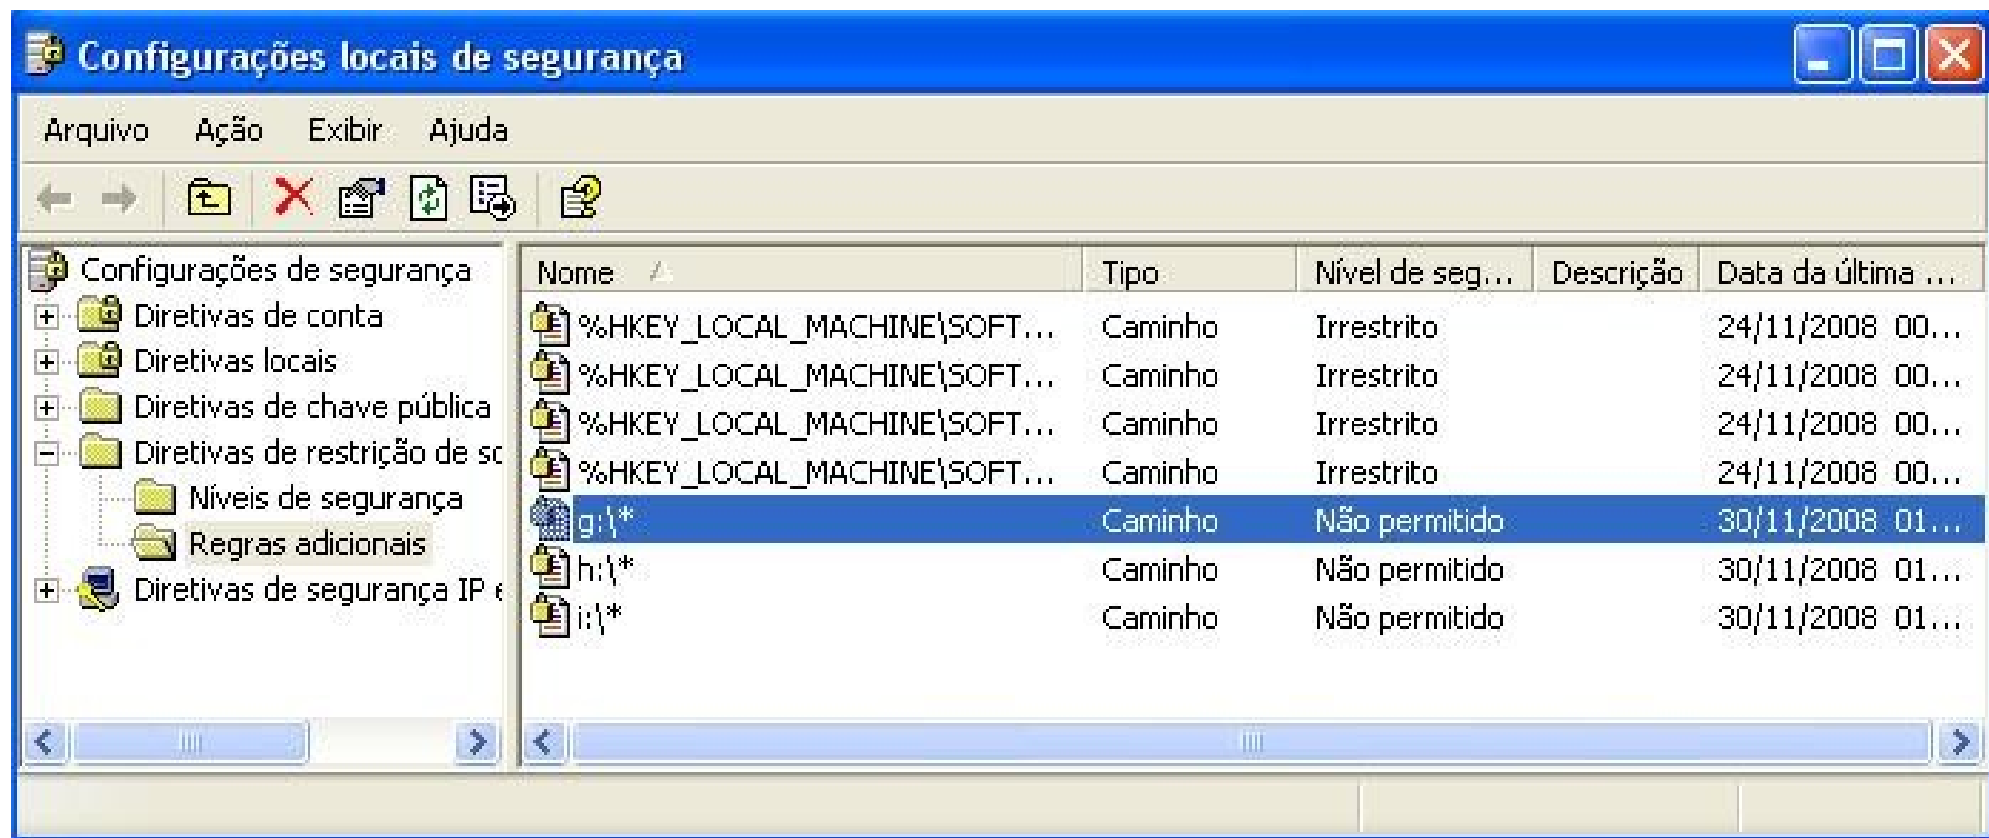 Configurações locais de segurança
Arquivo Ação Exibir Ajuda
Configurações de segurança
Diretivas de conta
Diretivas locais
Diretivas de chave pública
Diretivas de restrição de sc
Níveis de segurança
Regras adicionais
Diretivas de segurança IP e
Nome Tipo Nível de seg... Descrição Data da última ...
%HKEY_LOCAL_MACHINE\SOFT... Caminho Irrestrito 24/11/2008 00...
%HKEY_LOCAL_MACHINE\SOFT... Caminho Irrestrito 24/11/2008 00...
%HKEY_LOCAL_MACHINE\SOFT... Caminho Irrestrito 24/11/2008 00...
%HKEY_LOCAL_MACHINE\SOFT... Caminho Irrestrito 24/11/2008 00...
g:\* Caminho Não permitido 30/11/2008 01...
h:\* Caminho Não permitido 30/11/2008 01...
i:\* Caminho Não permitido 30/11/2008 01...